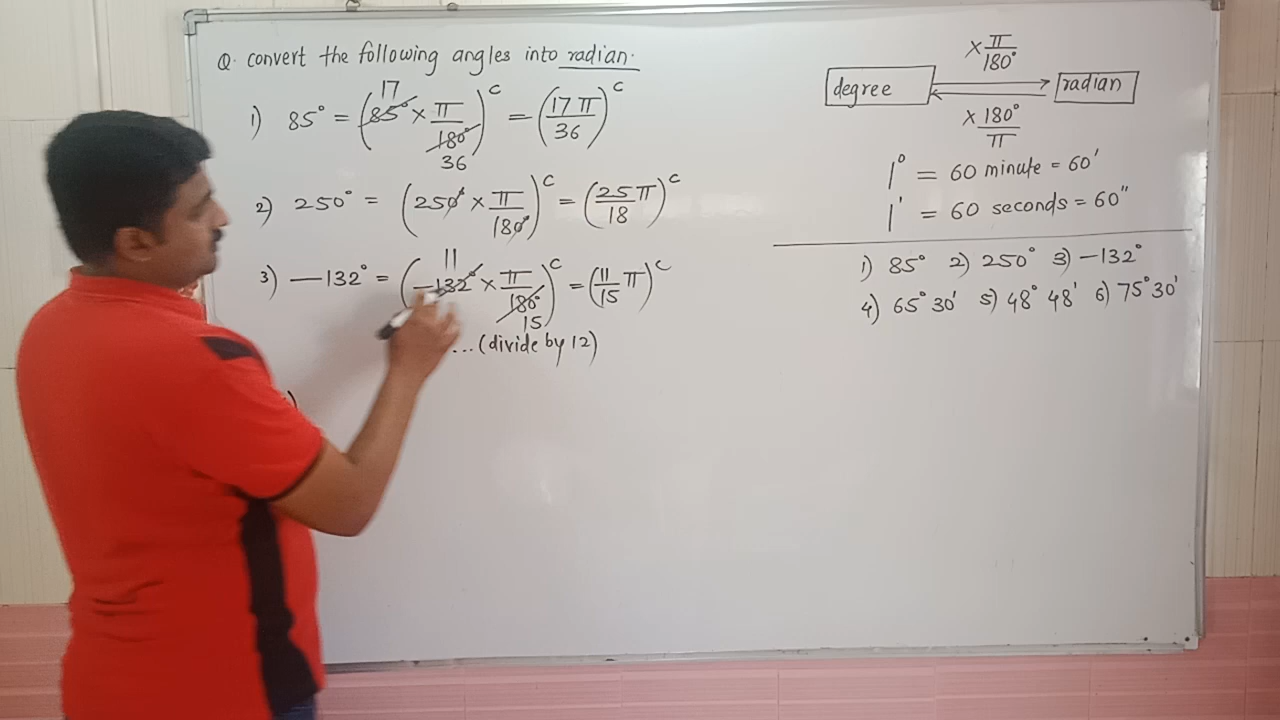 Q. convert the following angles into radian.
1) 85° = (85° × π/180°)ᶜ = (17π/36)ᶜ
17
36
2) 250° = (250° × π/180°)ᶜ = (25π/18)ᶜ
3) —132° = (—132° × π/180°)ᶜ = (11/15 π)ᶜ
11
15
...(divide by 12)
)
× π/180°
degree radian
× 180°/π
1° = 60 minute = 60'
1' = 60 seconds = 60"
1) 85° 2) 250° 3) —132°
4) 65° 30' 5) 48° 48' 6) 75° 30'